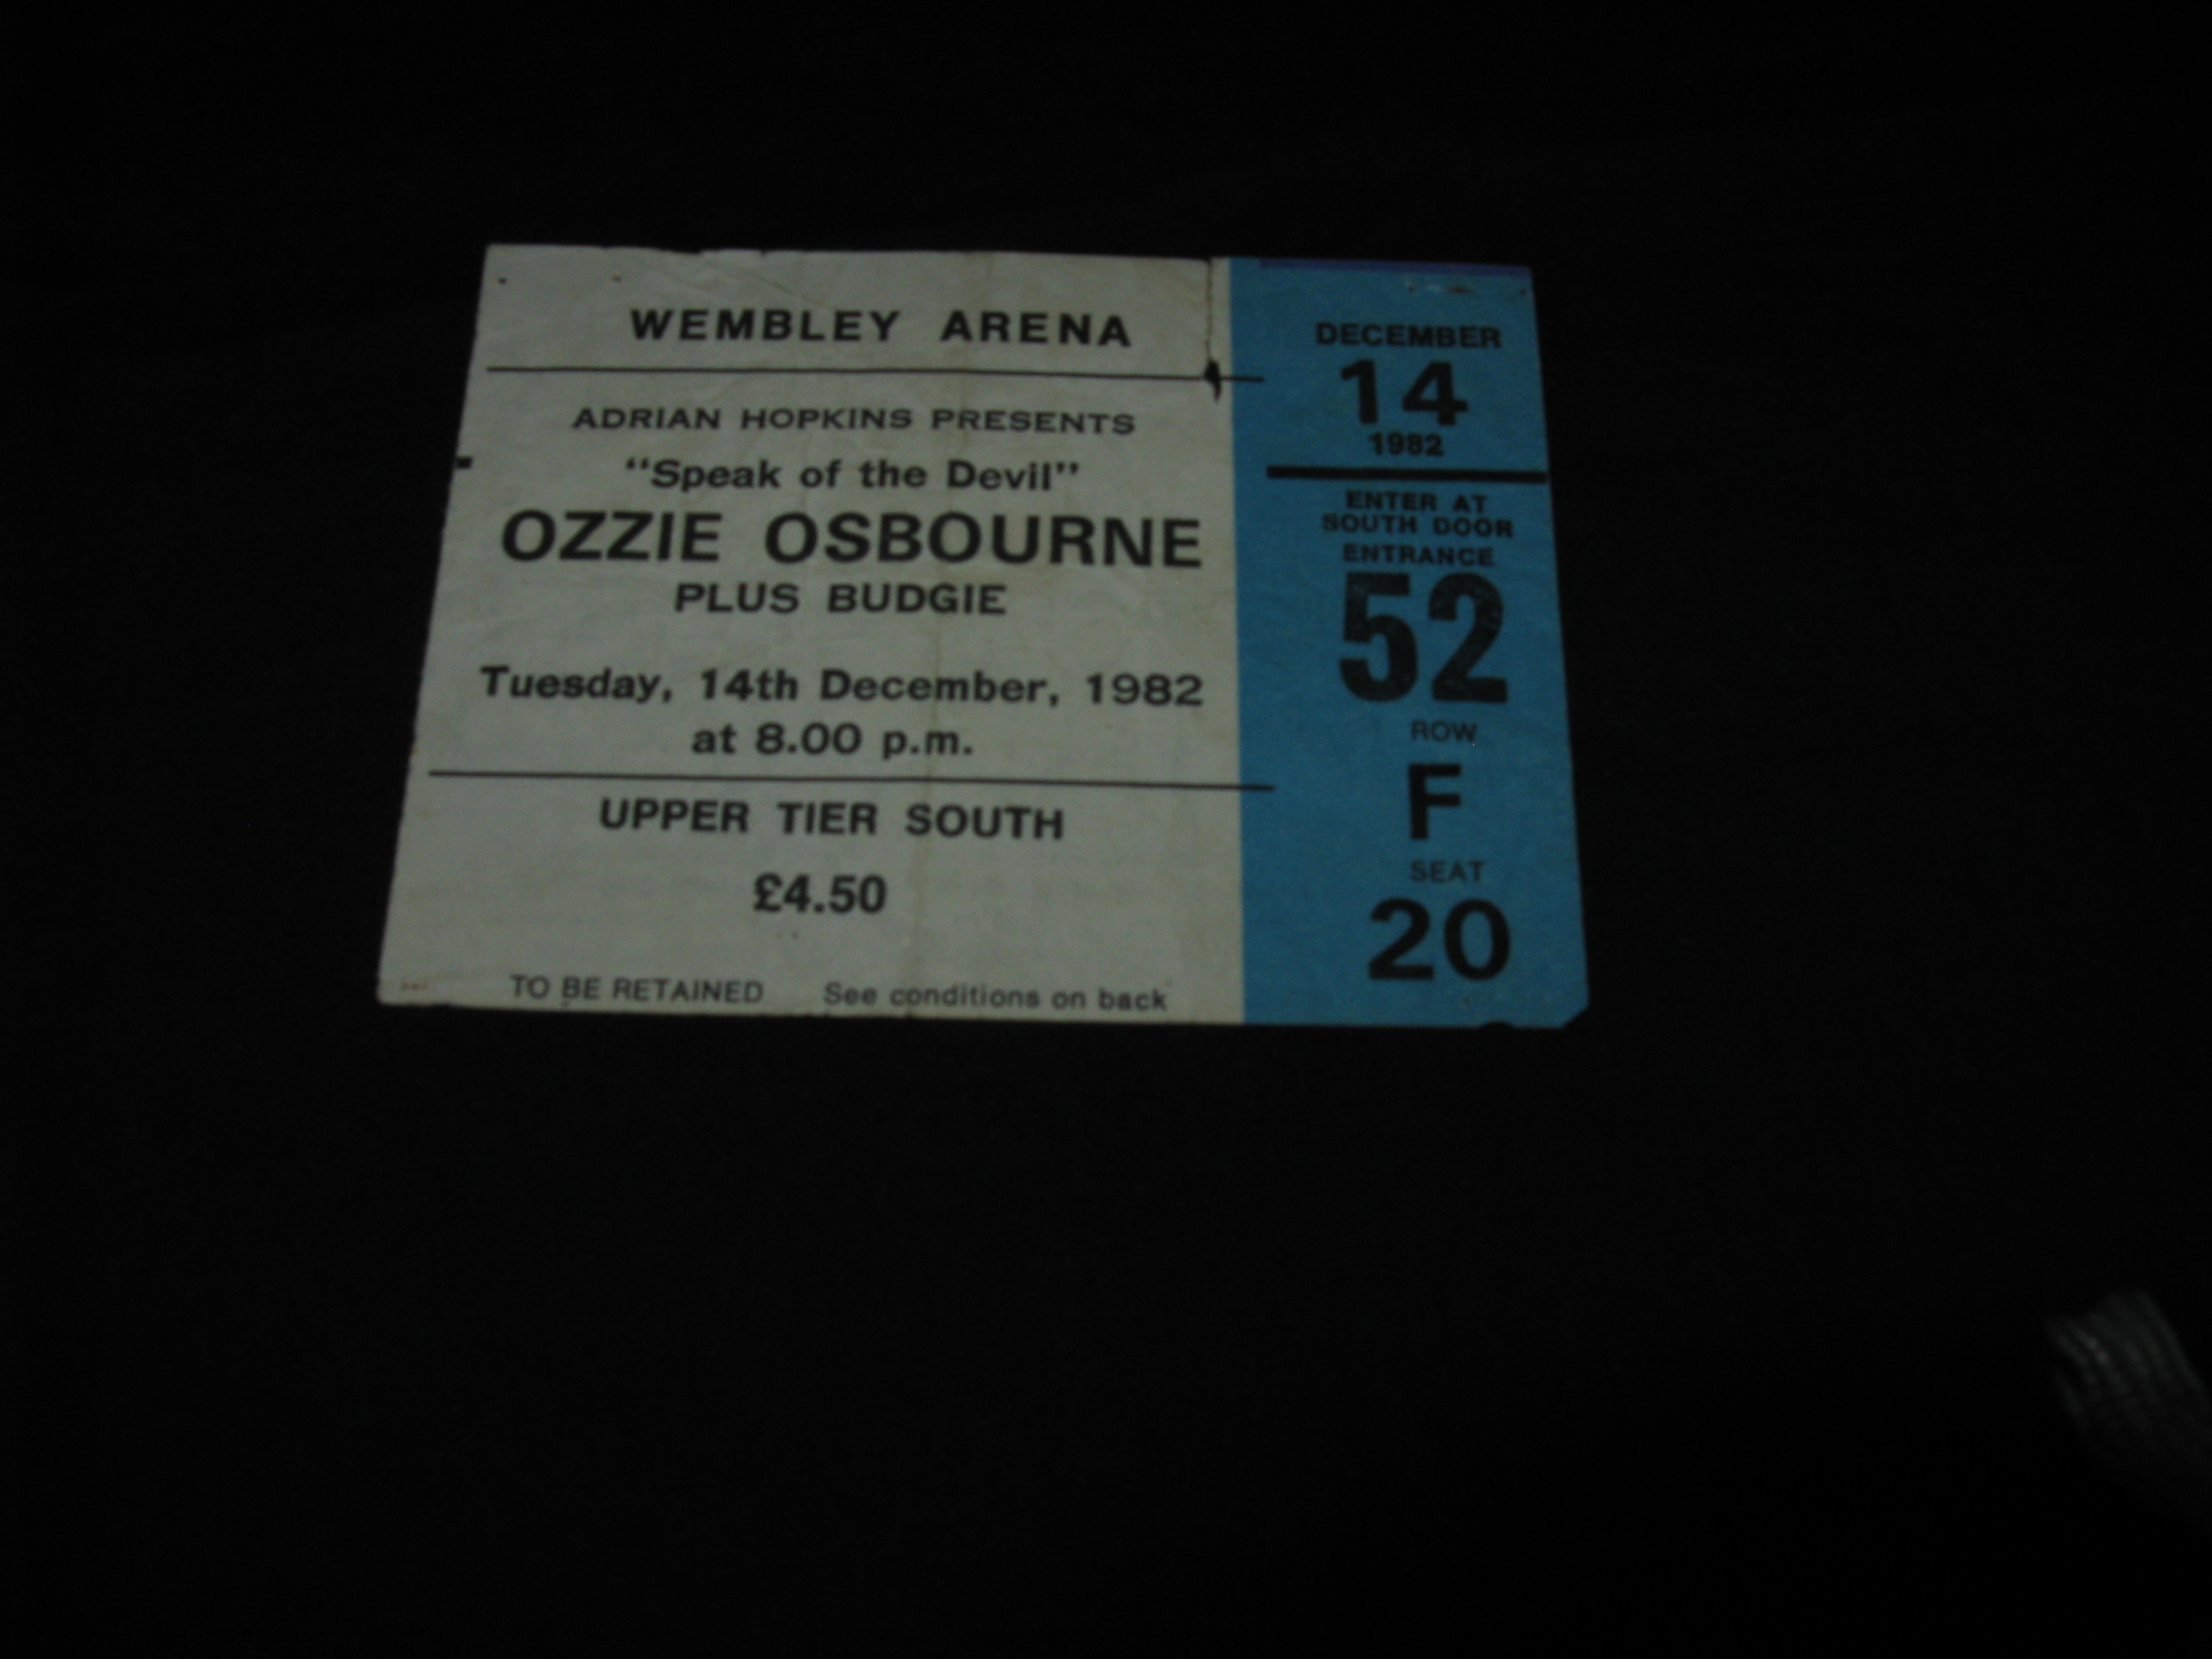 WEMBLEY ARENA
ADRIAN HOPKINS PRESENTS
“Speak of the Devil”
OZZIE OSBOURNE
PLUS BUDGIE
Tuesday, 14th December, 1982
at 8.00 p.m.
UPPER TIER SOUTH
£4.50
TO BE RETAINED See conditions on back
DECEMBER
14
1982
ENTER AT
SOUTH DOOR
ENTRANCE
52
ROW
F
SEAT
20